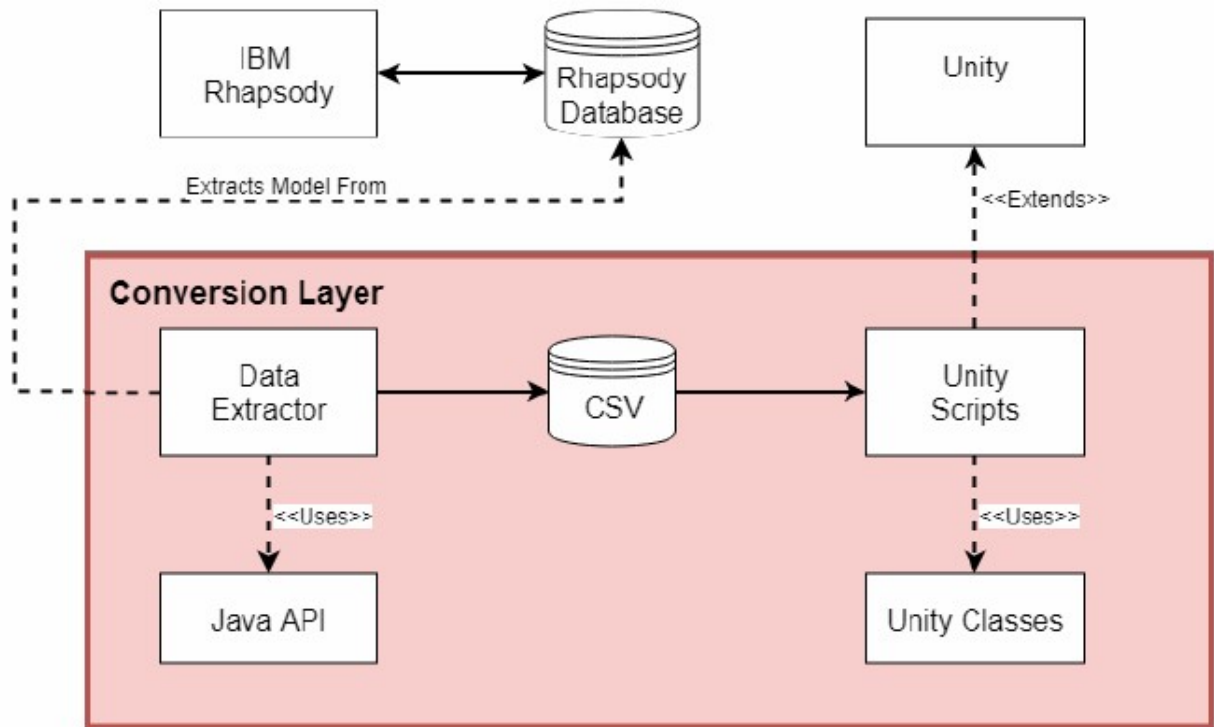 IBM
Rhapsody
Rhapsody
Database
Unity
Extracts Model From
<<Extends>>
Conversion Layer
Data
Extractor
CSV
Unity
Scripts
<<Uses>>
<<Uses>>
Java API
Unity Classes